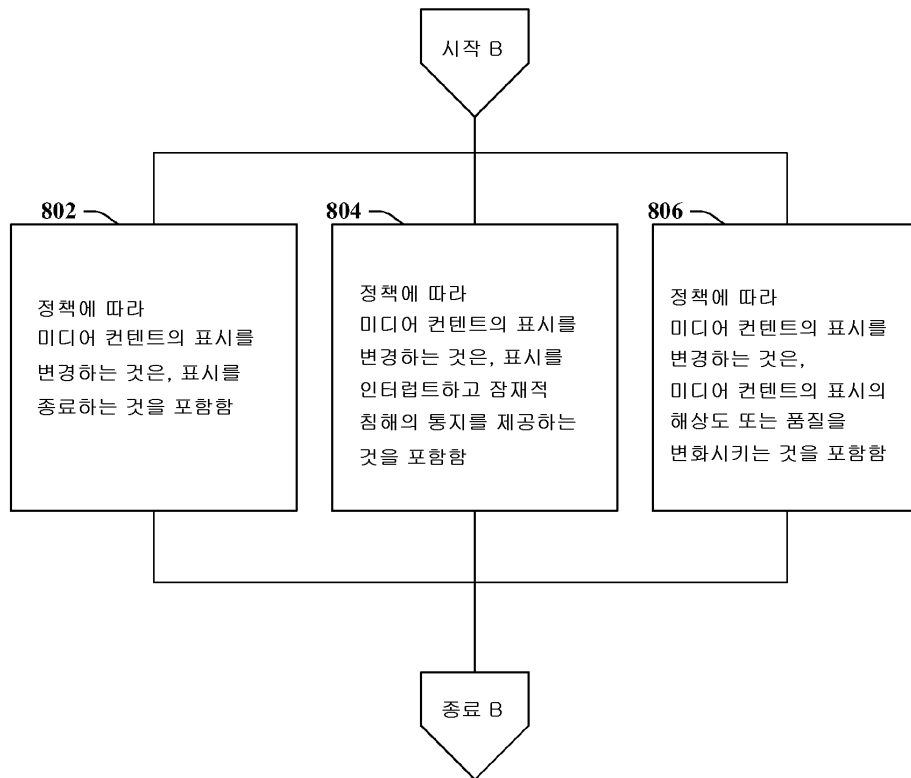 시작 B
802
정책에 따라
미디어 컨텐트의 표시를
변경하는 것은, 표시를
종료하는 것을 포함함
804
정책에 따라
미디어 컨텐트의 표시를
변경하는 것은, 표시를
인터럽트하고 잠재적
침해의 통지를 제공하는
것을 포함함
806
정책에 따라
미디어 컨텐트의 표시를
변경하는 것은,
미디어 컨텐트의 표시의
해상도 또는 품질을
변화시키는 것을 포함함
종료 B